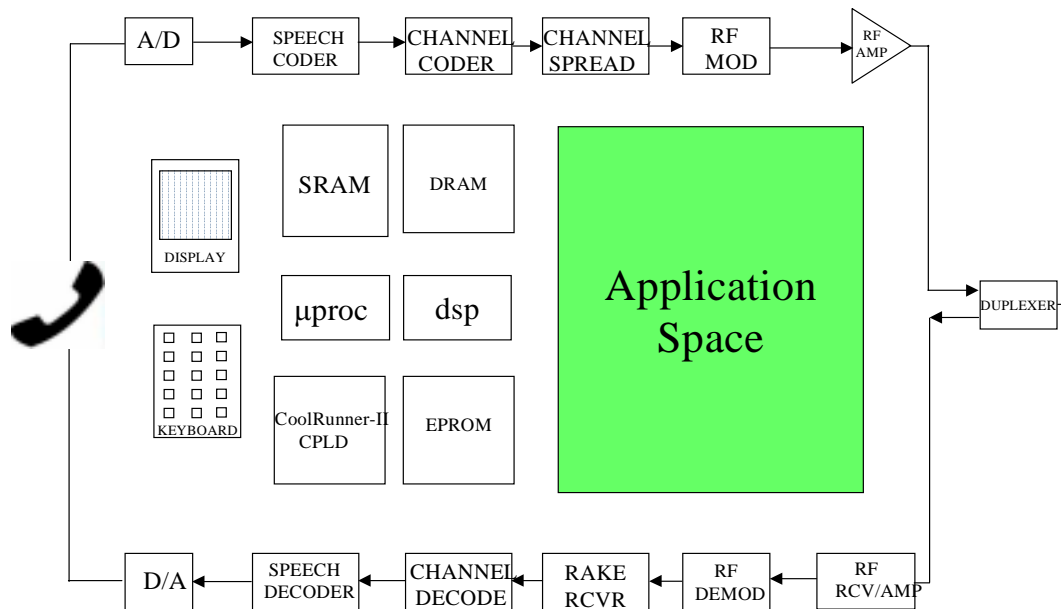 A/D
SPEECH
CODER
CHANNEL
CODER
CHANNEL
SPREAD
RF
MOD
RF
AMP
SRAM
DRAM
DISPLAY
Application
Space
μproc
dsp
DUPLEXER
KEYBOARD
CoolRunner-II
CPLD
EPROM
D/A
SPEECH
DECODER
CHANNEL
DECODE
RAKE
RCVR
RF
DEMOD
RF
RCV/AMP